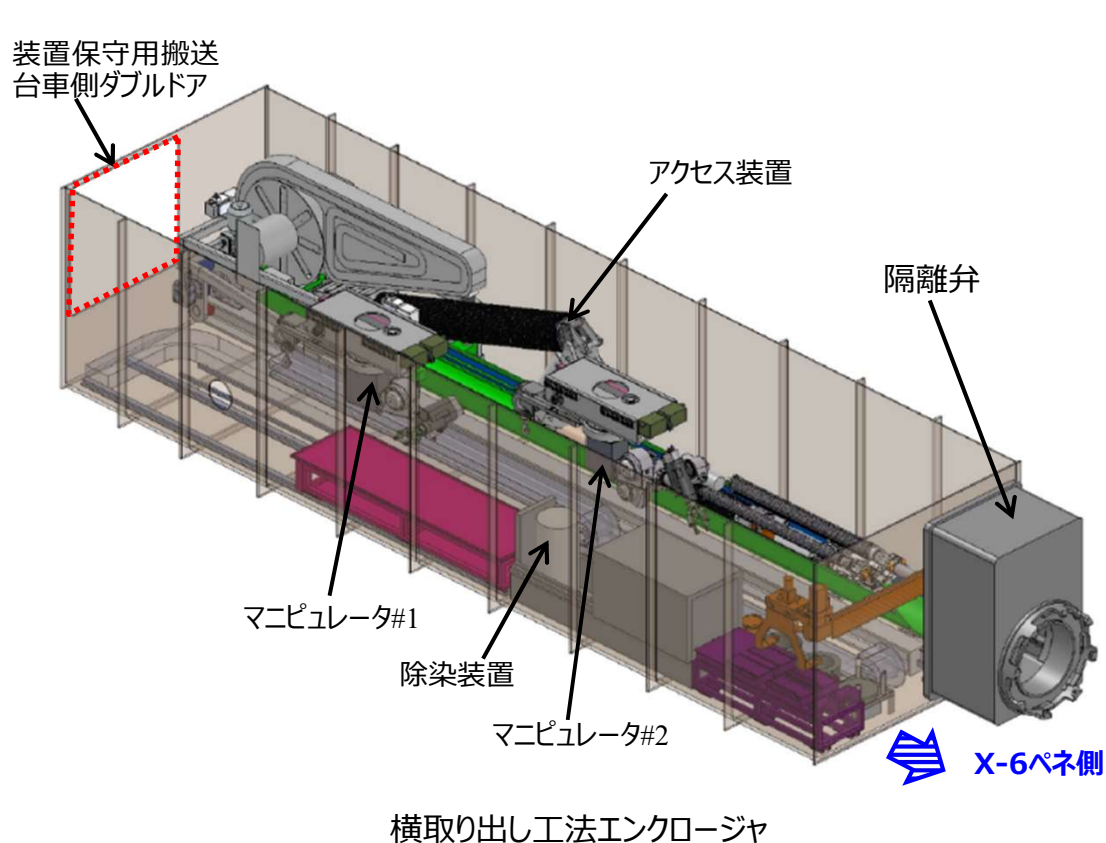 装置保守用搬送
台車側ダブルドア
アクセス装置
隔離弁
マニピュレータ#1
除染装置
マニピュレータ#2
X-6ペネ側
横取り出し工法エンクロージャ